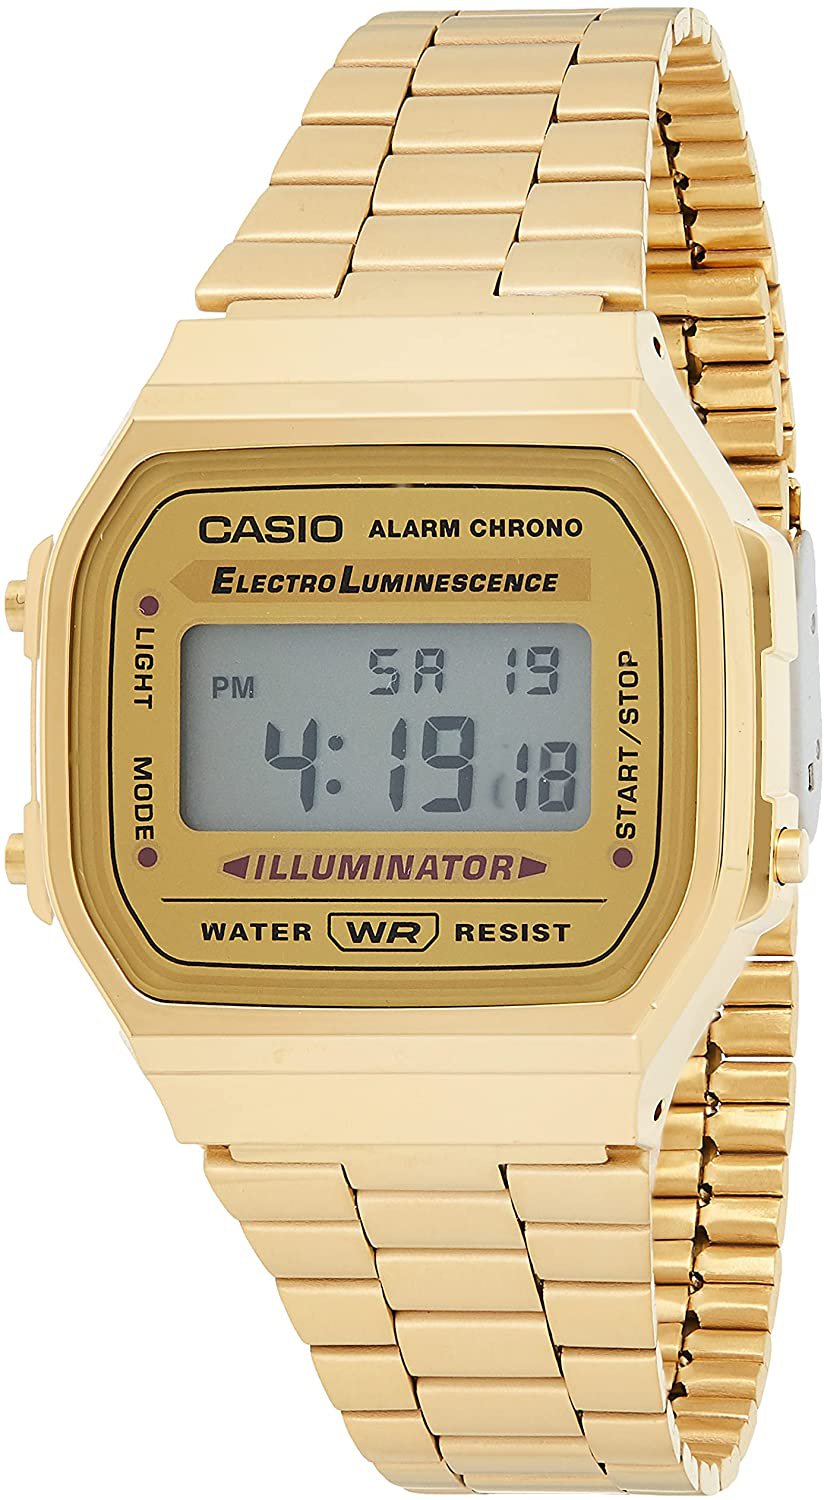 CASIO ALARM CHRONO
ELECTRO LUMINESCENCE
LIGHT
MODE
PM SA 19
4:19 18
START/STOP
ILLUMINATOR
WATER WR RESIST